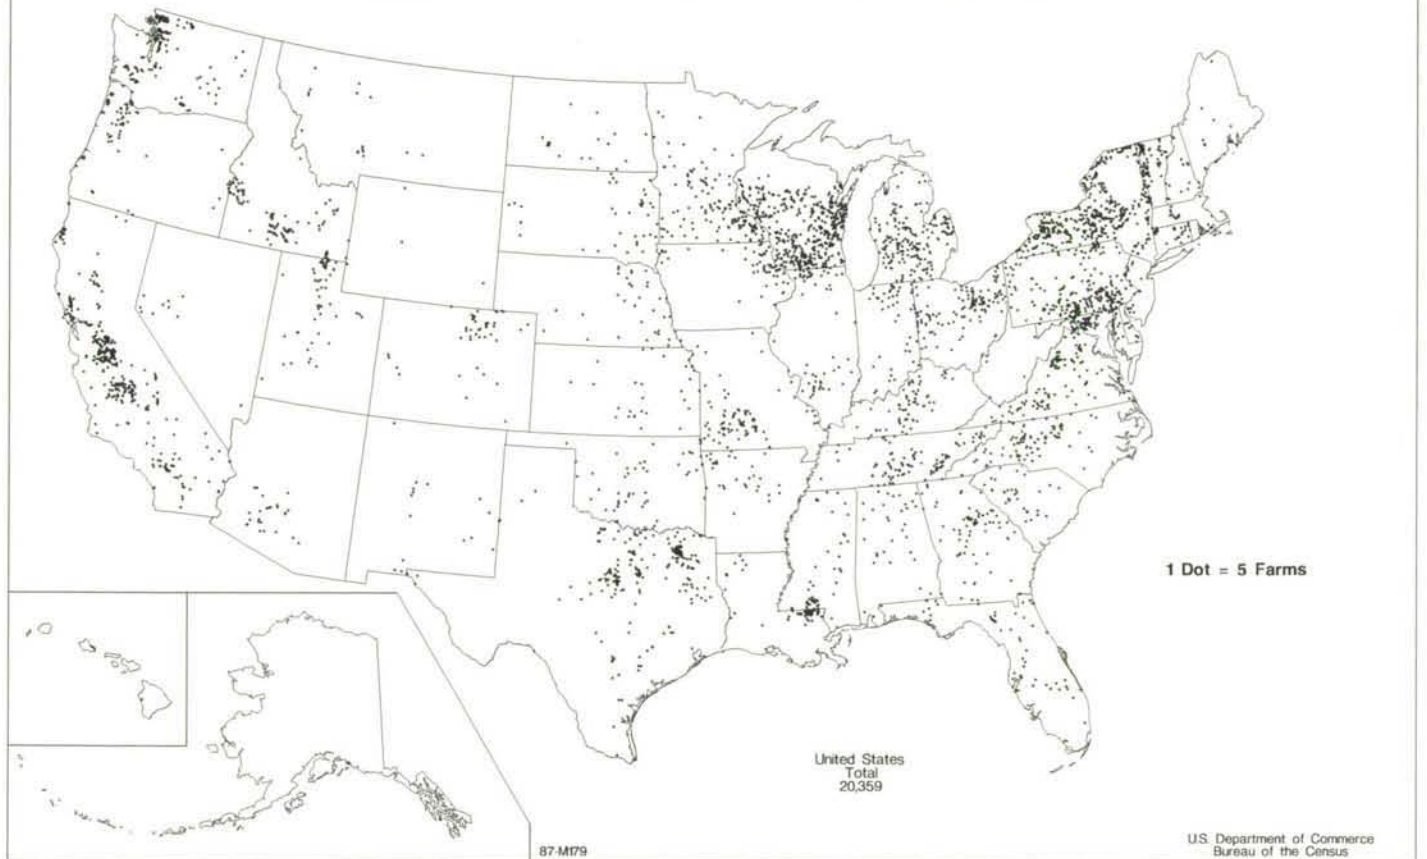 1 Dot = 5 Farms
United States
Total
20,359
87-M179
U.S. Department of Commerce
Bureau of the Census